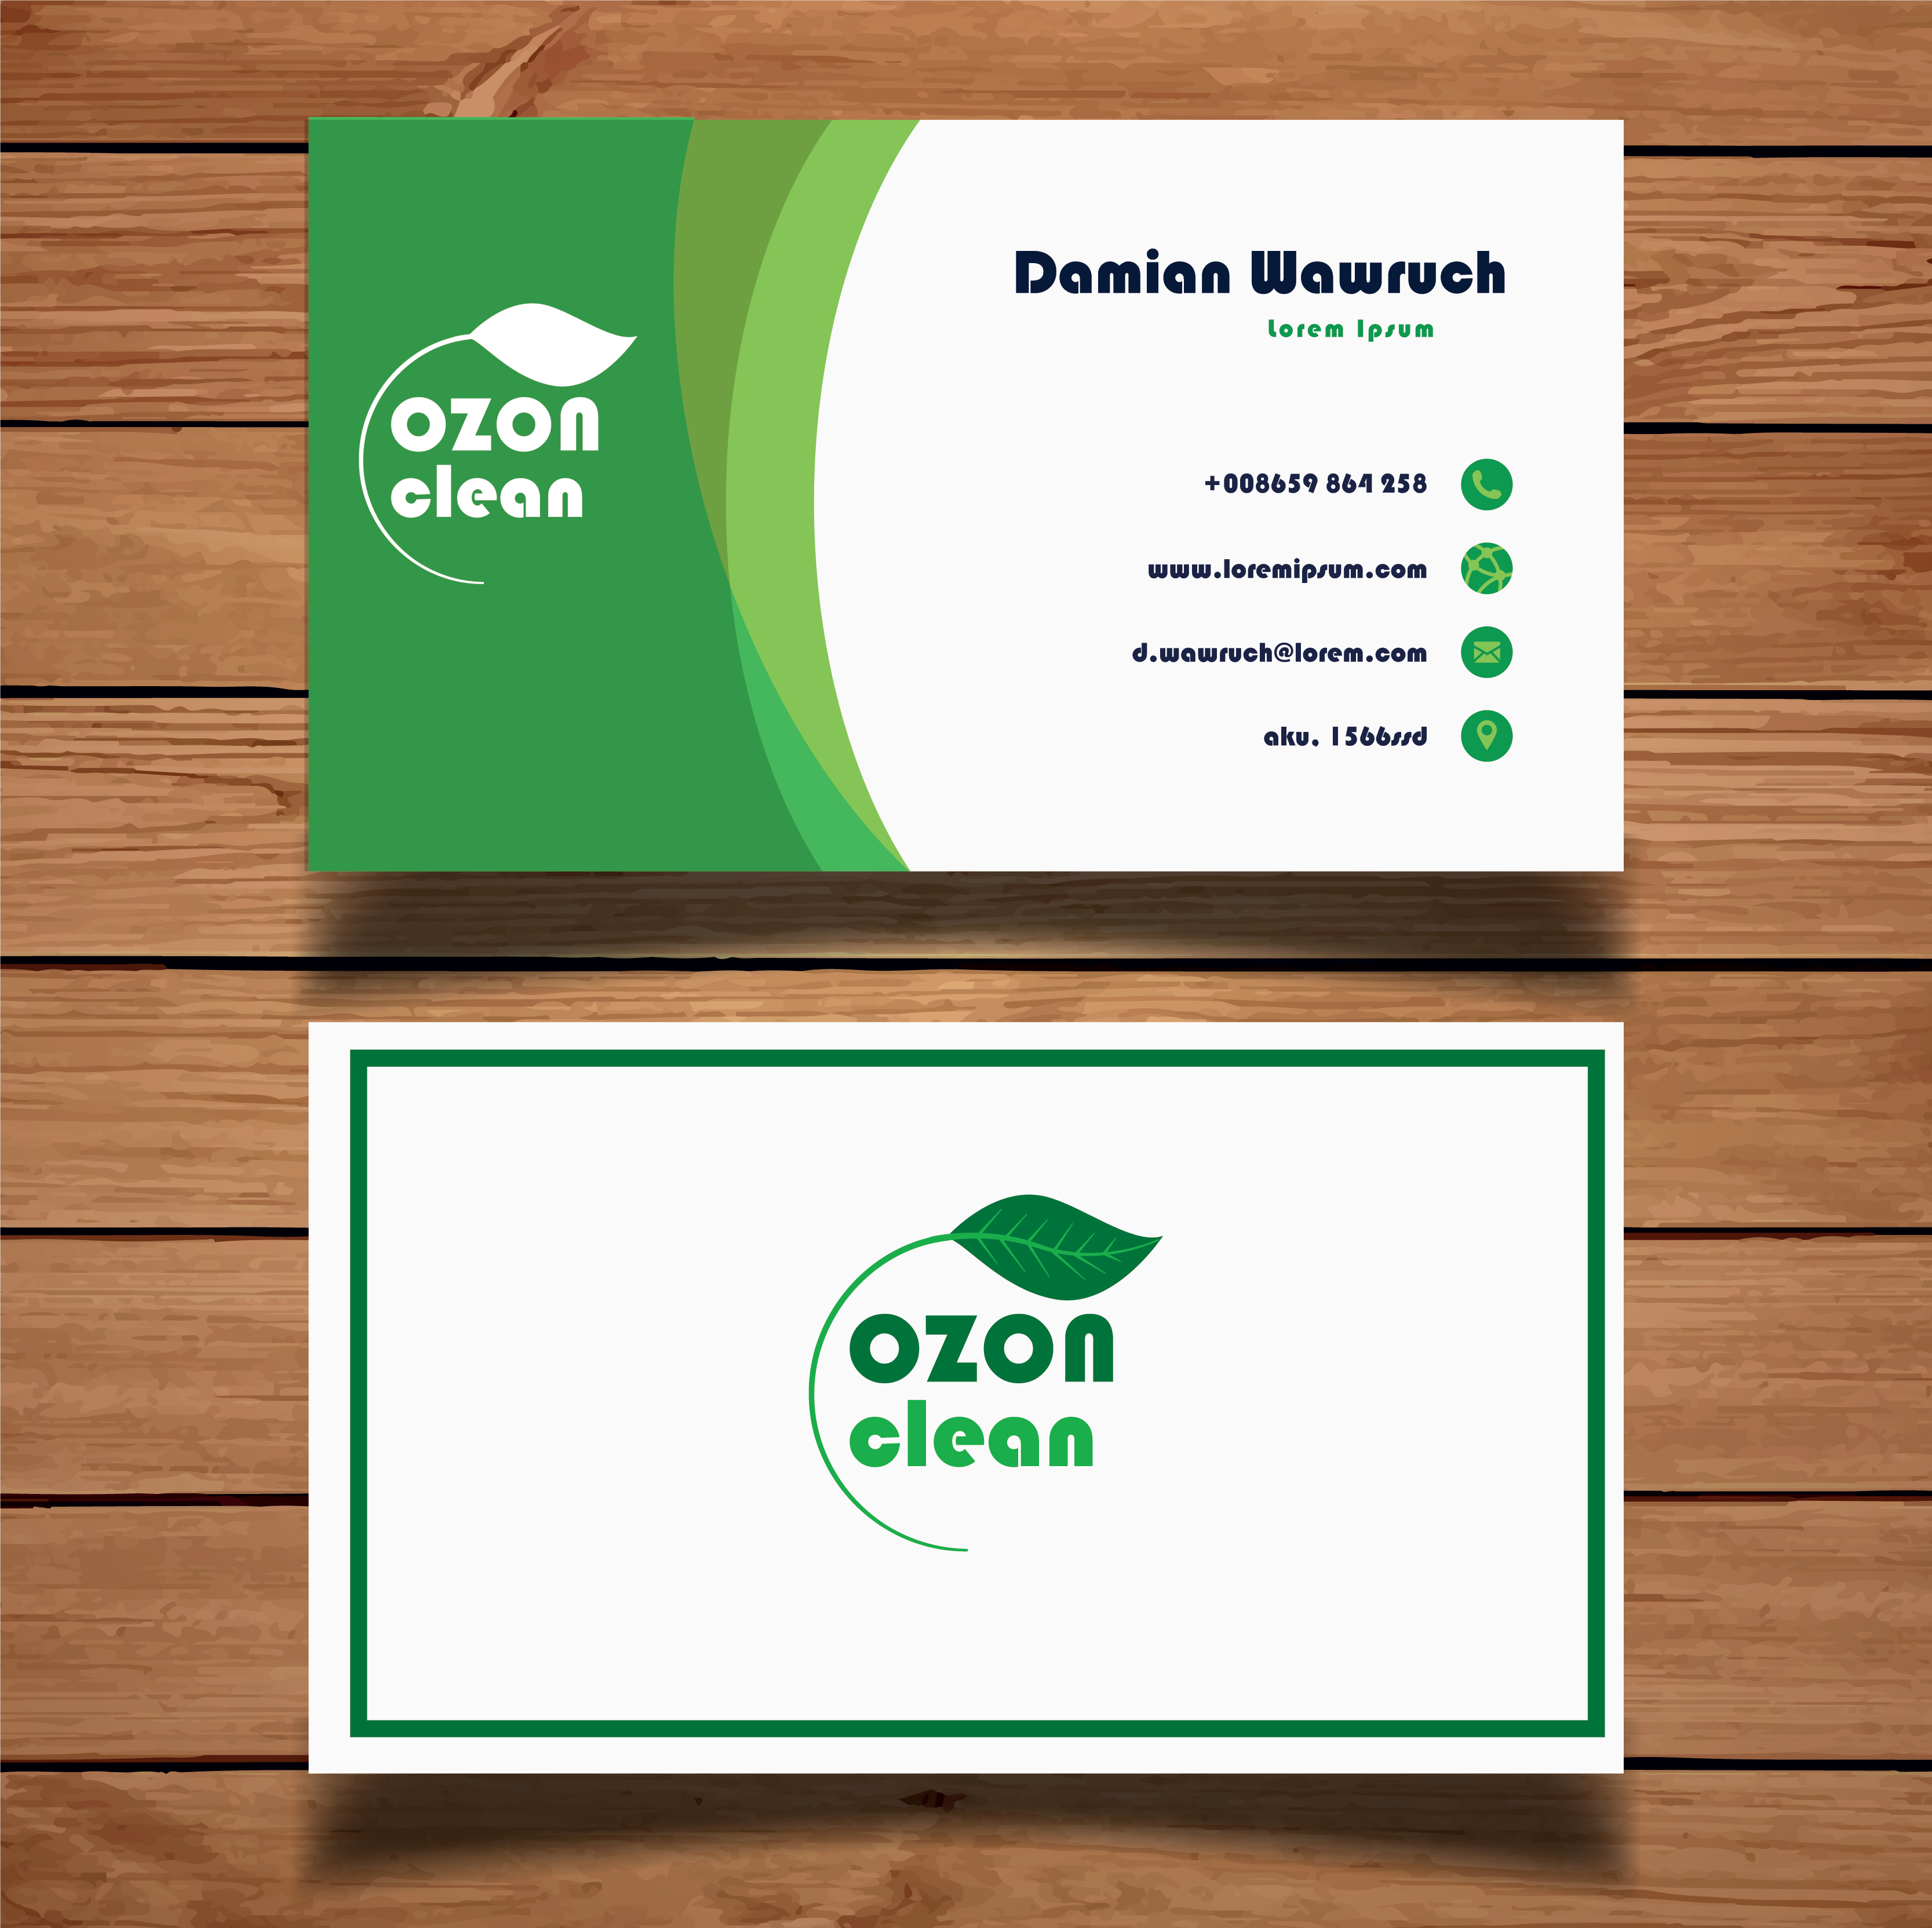 ozon
clean
Damian Wawruch
Lorem Ipsum
+008659 864 258
www.loremipsum.com
d.wawruch@lorem.com
aku, 1566ssd
ozon
clean